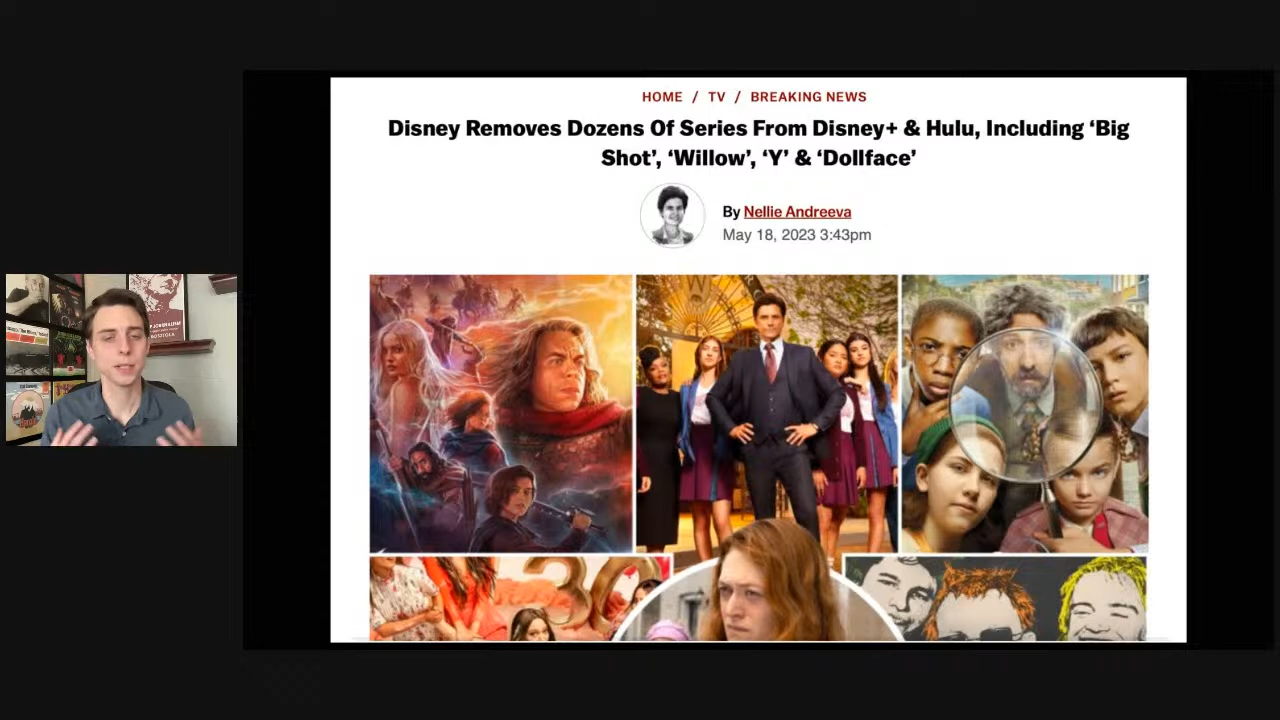 HOME / TV / BREAKING NEWS
Disney Removes Dozens Of Series From Disney+ & Hulu, Including ‘Big
Shot’, ‘Willow’, ‘Y’ & ‘Dollface’
By Nellie Andreeva
May 18, 2023 3:43pm
30